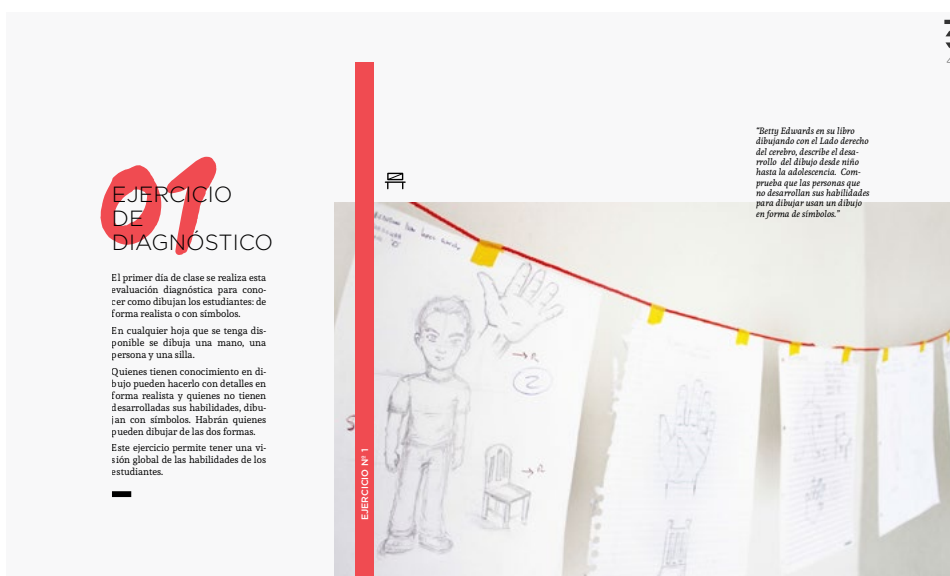 01
EJERCICIO
DE
DIAGNÓSTICO
El primer día de clase se realiza esta
evaluación diagnóstica para cono-
cer como dibujan los estudiantes: de
forma realista o con símbolos.
En cualquier hoja que se tenga dis-
ponible se dibuja una mano, una
persona y una silla.
Quienes tienen conocimiento en di-
bujo pueden hacerlo con detalles en
forma realista y quienes no tienen
desarrolladas sus habilidades, dibu-
jan con símbolos. Habrán quienes
pueden dibujar de las dos formas.
Este ejercicio permite tener una vi-
sión global de las habilidades de los
estudiantes.
EJERCICIO Nº 1
"Betty Edwards en su libro
dibujando con el Lado derecho
del cerebro, describe el desa-
rrollo del dibujo desde niño
hasta la adolescencia. Com-
prueba que las personas que
no desarrollan sus habilidades
para dibujar usan un dibujo
en forma de símbolos."
2